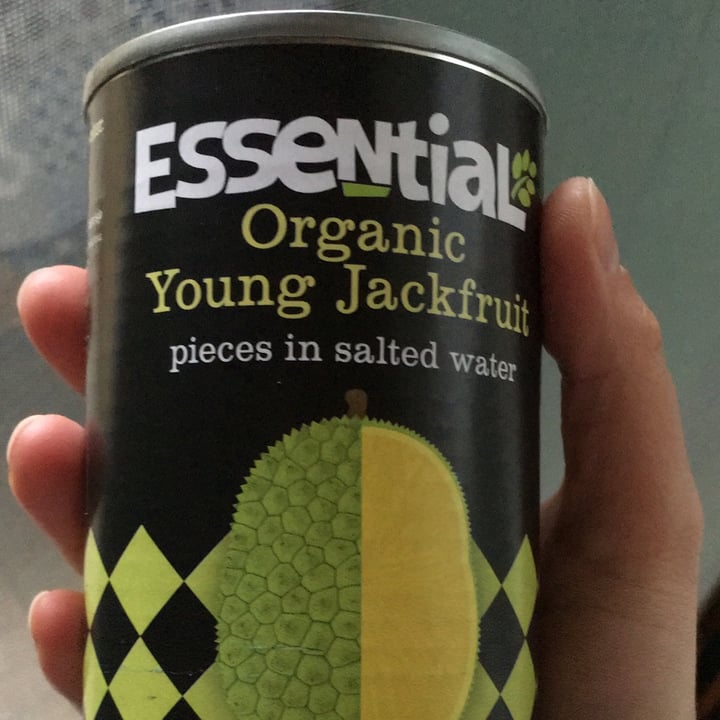 Essential
Organic
Young Jackfruit
pieces in salted water